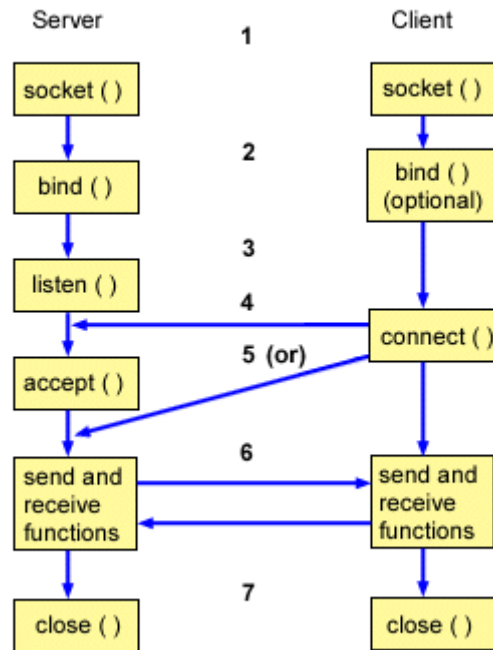 Server
1
Client
socket ( )
socket ( )
2
bind ( )
bind ( )
(optional)
3
listen ( )
4
connect ( )
5 (or)
accept ( )
6
send and
receive
functions
send and
receive
functions
7
close ( )
close ( )